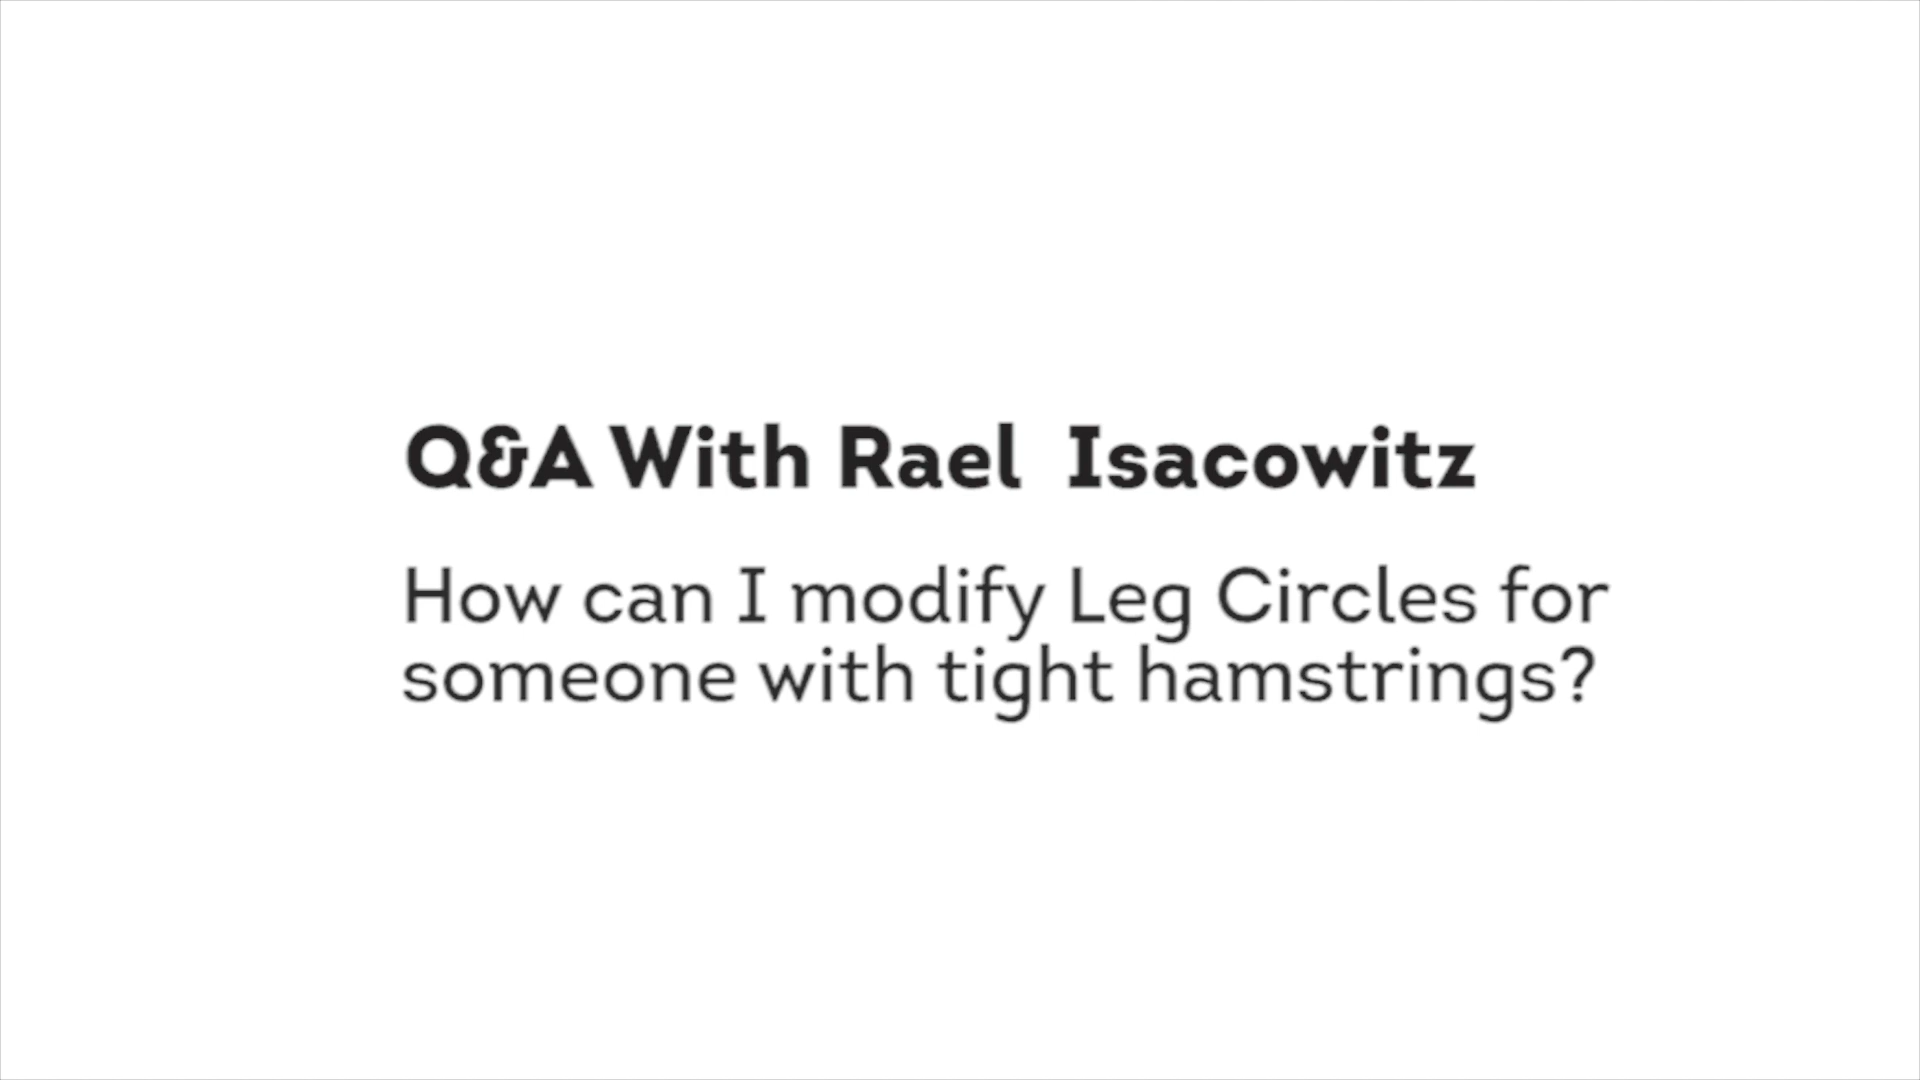 Q&A With Rael Isacowitz
How can I modify Leg Circles for
someone with tight hamstrings?